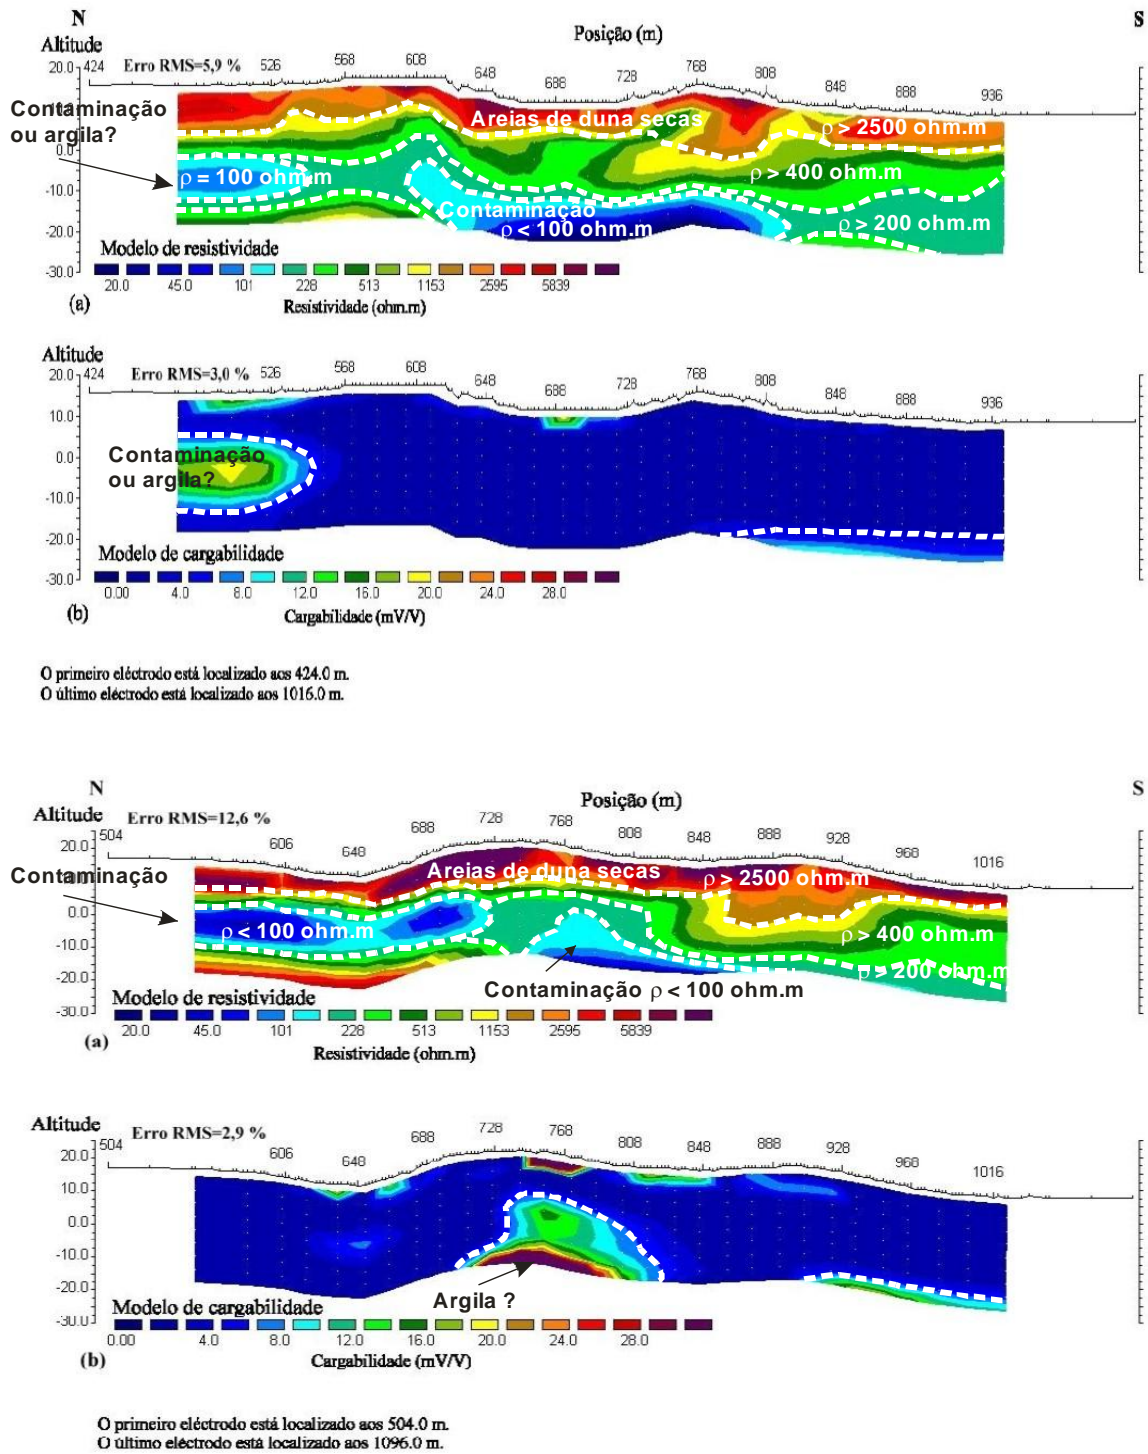 N
S
Posição (m)
Altitude
Erro RMS=5,9 %
424 526 568 608 648 688 728 768 808 848 888 936
20.0
0.0
-10.0
-20.0
-30.0
Contaminação
ou argila?
Areias de duna secas
ρ > 2500 ohm.m
ρ = 100 ohm.m
ρ > 400 ohm.m
Contaminação
ρ < 100 ohm.m
ρ > 200 ohm.m
Modelo de resistividade
20.0 45.0 101 228 513 1153 2595 5839
(a)
Resistividade (ohm.m)
Altitude
Erro RMS=3,0 %
424 526 568 608 648 688 728 768 808 848 888 936
20.0
10.0
0.0
-10.0
-20.0
-30.0
Contaminação
ou argila?
Modelo de cargabilidade
0.00 4.0 8.0 12.0 16.0 20.0 24.0 28.0
(b)
Cargabilidade (mV/V)
O primeiro eléctrodo está localizado aos 424.0 m.
O último eléctrodo está localizado aos 1016.0 m.
N
S
Posição (m)
Altitude
Erro RMS=12,6 %
504 606 648 688 728 768 808 848 888 928 968 1016
20.0
0.0
-10.0
-20.0
-30.0
Contaminação
Areias de duna secas
ρ > 2500 ohm.m
ρ < 100 ohm.m
ρ > 400 ohm.m
ρ > 200 ohm.m
Contaminação ρ < 100 ohm.m
Modelo de resistividade
20.0 45.0 101 228 513 1153 2595 5839
(a)
Resistividade (ohm.m)
Altitude
Erro RMS=2,9 %
504 606 648 688 728 768 808 848 888 928 968 1016
20.0
10.0
0.0
-10.0
-20.0
-30.0
Argila ?
Modelo de cargabilidade
0.00 4.0 8.0 12.0 16.0 20.0 24.0 28.0
(b)
Cargabilidade (mV/V)
O primeiro eléctrodo está localizado aos 504.0 m.
O último eléctrodo está localizado aos 1096.0 m.